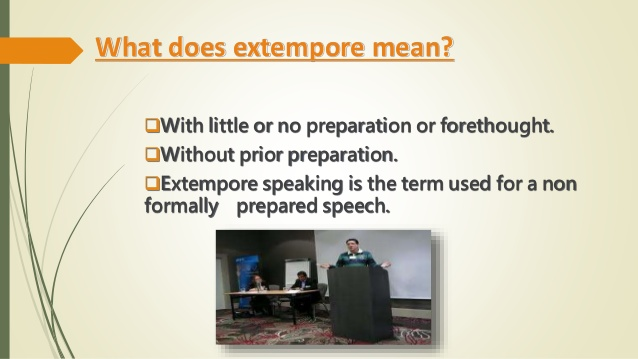 What does extempore mean?
With little or no preparation or forethought.
Without prior preparation.
Extempore speaking is the term used for a non
formally prepared speech.